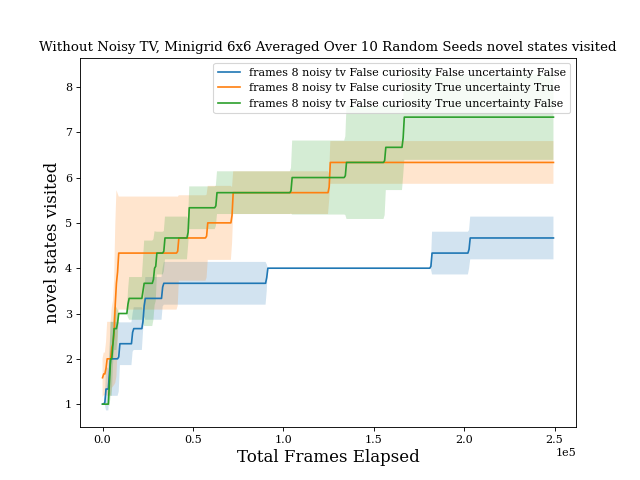 Without Noisy TV, Minigrid 6x6 Averaged Over 10 Random Seeds novel states visited
frames 8 noisy tv False curiosity False uncertainty False
frames 8 noisy tv False curiosity True uncertainty True
frames 8 noisy tv False curiosity True uncertainty False
8
7
6
5
4
3
2
1
novel states visited
0.0 0.5 1.0 1.5 2.0 2.5
1e5
Total Frames Elapsed